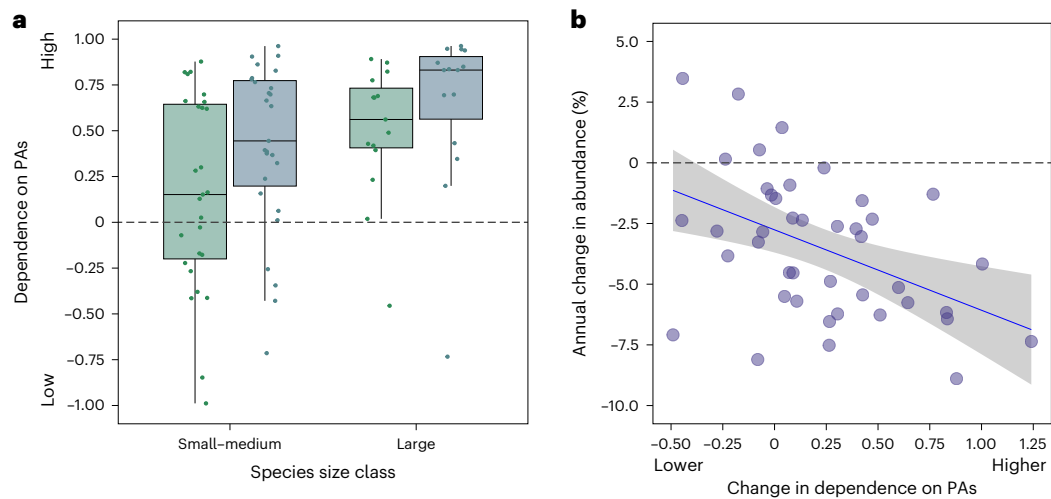 a
High
Low
Dependence on PAs
1.00
0.75
0.50
0.25
0
–0.25
–0.50
–0.75
–1.00
Small–medium
Large
Species size class
b
Annual change in abundance (%)
5.0
2.5
0
–2.5
–5.0
–7.5
–10.0
–0.50
–0.25
0
0.25
0.50
0.75
1.00
1.25
Lower
Higher
Change in dependence on PAs